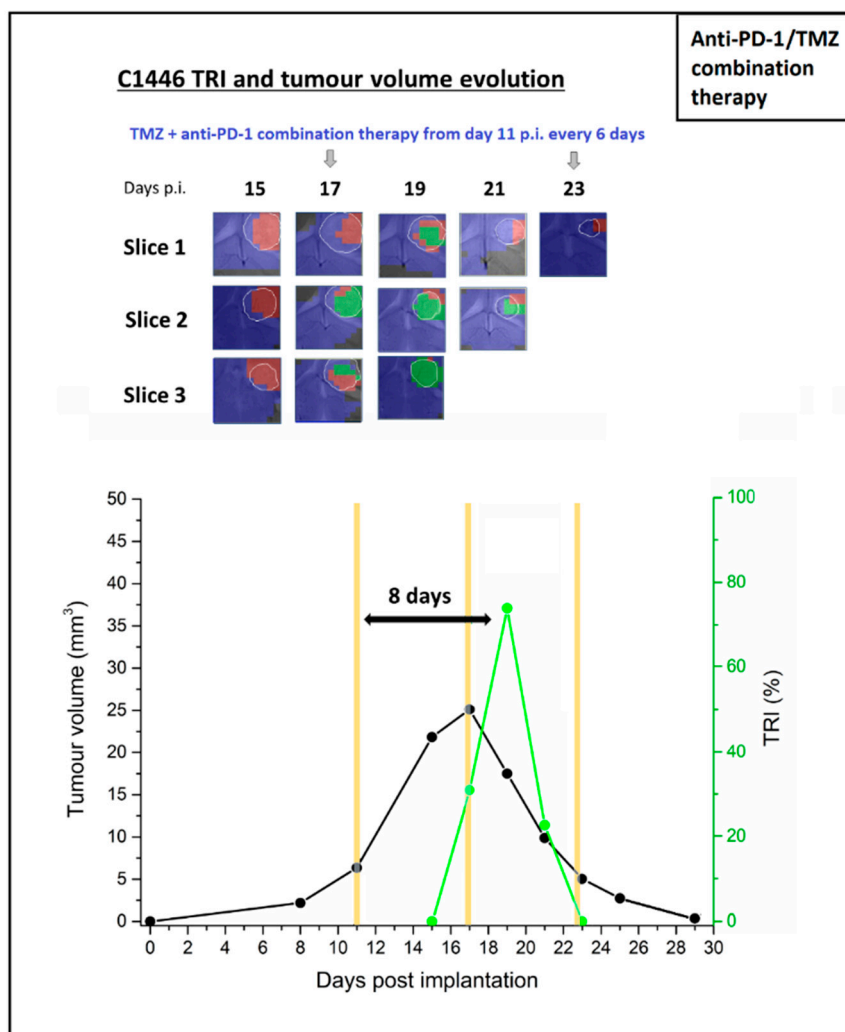 Anti-PD-1/TMZ
combination
therapy
C1446 TRI and tumour volume evolution
TMZ + anti-PD-1 combination therapy from day 11 p.i. every 6 days
Days p.i. 15 17 19 21 23
Slice 1
Slice 2
Slice 3
50 100
45
40 80
8 days
35
30 60
25
20 40
15
10 20
5
0 0
Tumour volume (mm³)
TRI (%)
0 2 4 6 8 10 12 14 16 18 20 22 24 26 28 30
Days post implantation